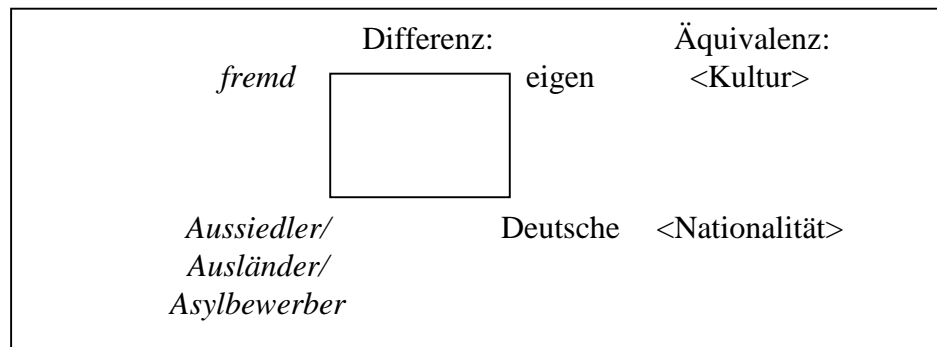 Differenz: Äquivalenz:
fremd eigen <Kultur>
Aussiedler/ Deutsche <Nationalität>
Ausländer/
Asylbewerber